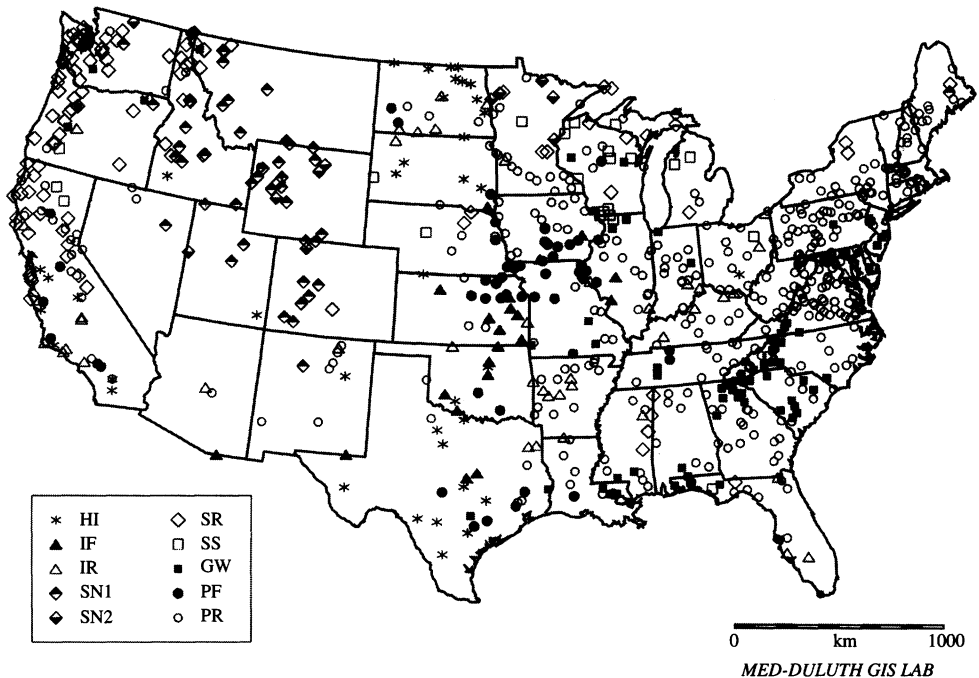 HI
IF
IR
SN1
SN2
SR
SS
GW
PF
PR
0 km 1000
MED-DULUTH GIS LAB